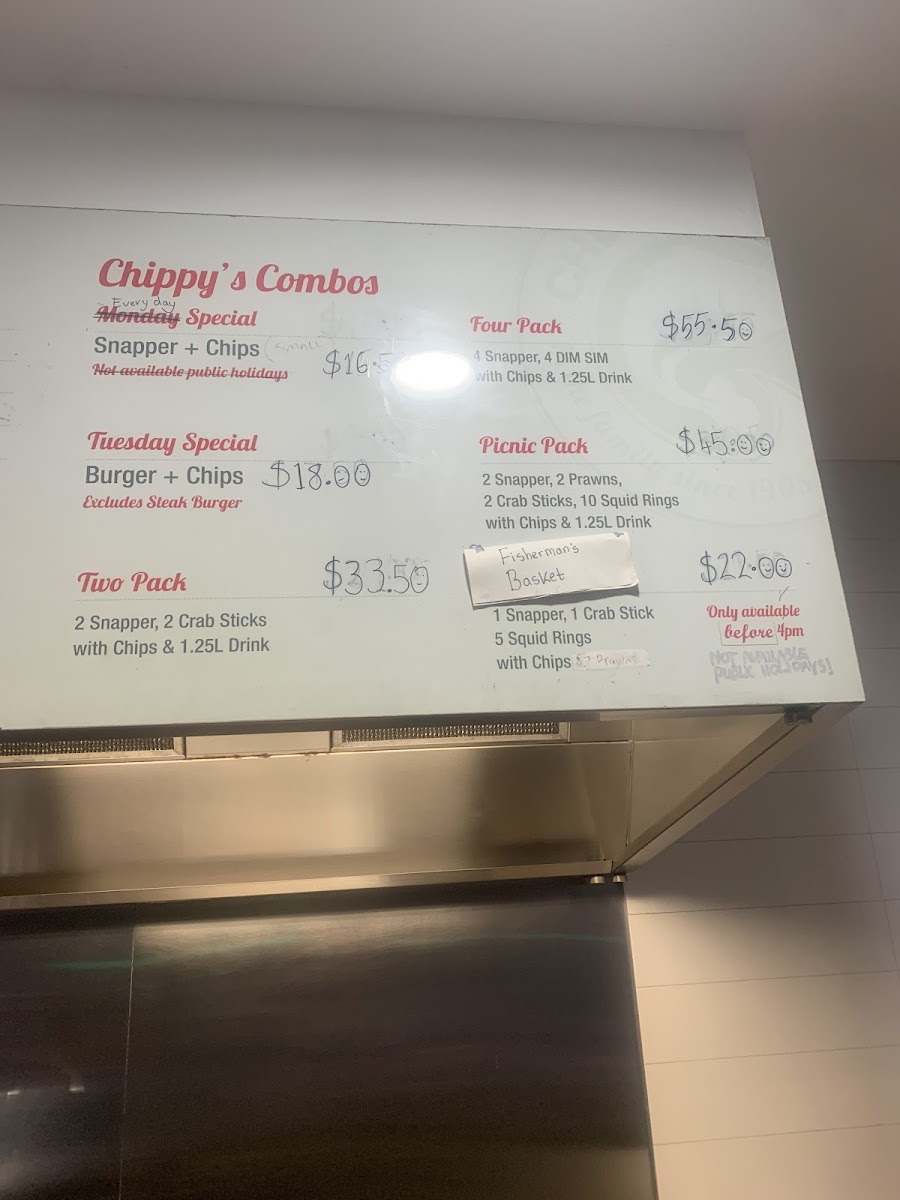 Chippy's Combos
Every day
Monday Special
Snapper + Chips (Small)
$16.5
Not available public holidays
Tuesday Special
Burger + Chips $18.00
Excludes Steak Burger
Two Pack $33.50
2 Snapper, 2 Crab Sticks
with Chips & 1.25L Drink
Four Pack $55.50
4 Snapper, 4 DIM SIM
with Chips & 1.25L Drink
Picnic Pack $45.00
2 Snapper, 2 Prawns,
2 Crab Sticks, 10 Squid Rings
with Chips & 1.25L Drink
Fisherman's
Basket
$22.00
1 Snapper, 1 Crab Stick
5 Squid Rings
with Chips
Prawns
Only available
before 4pm
NOT AVAILABLE
PUBLIC HOLIDAYS!
since 190